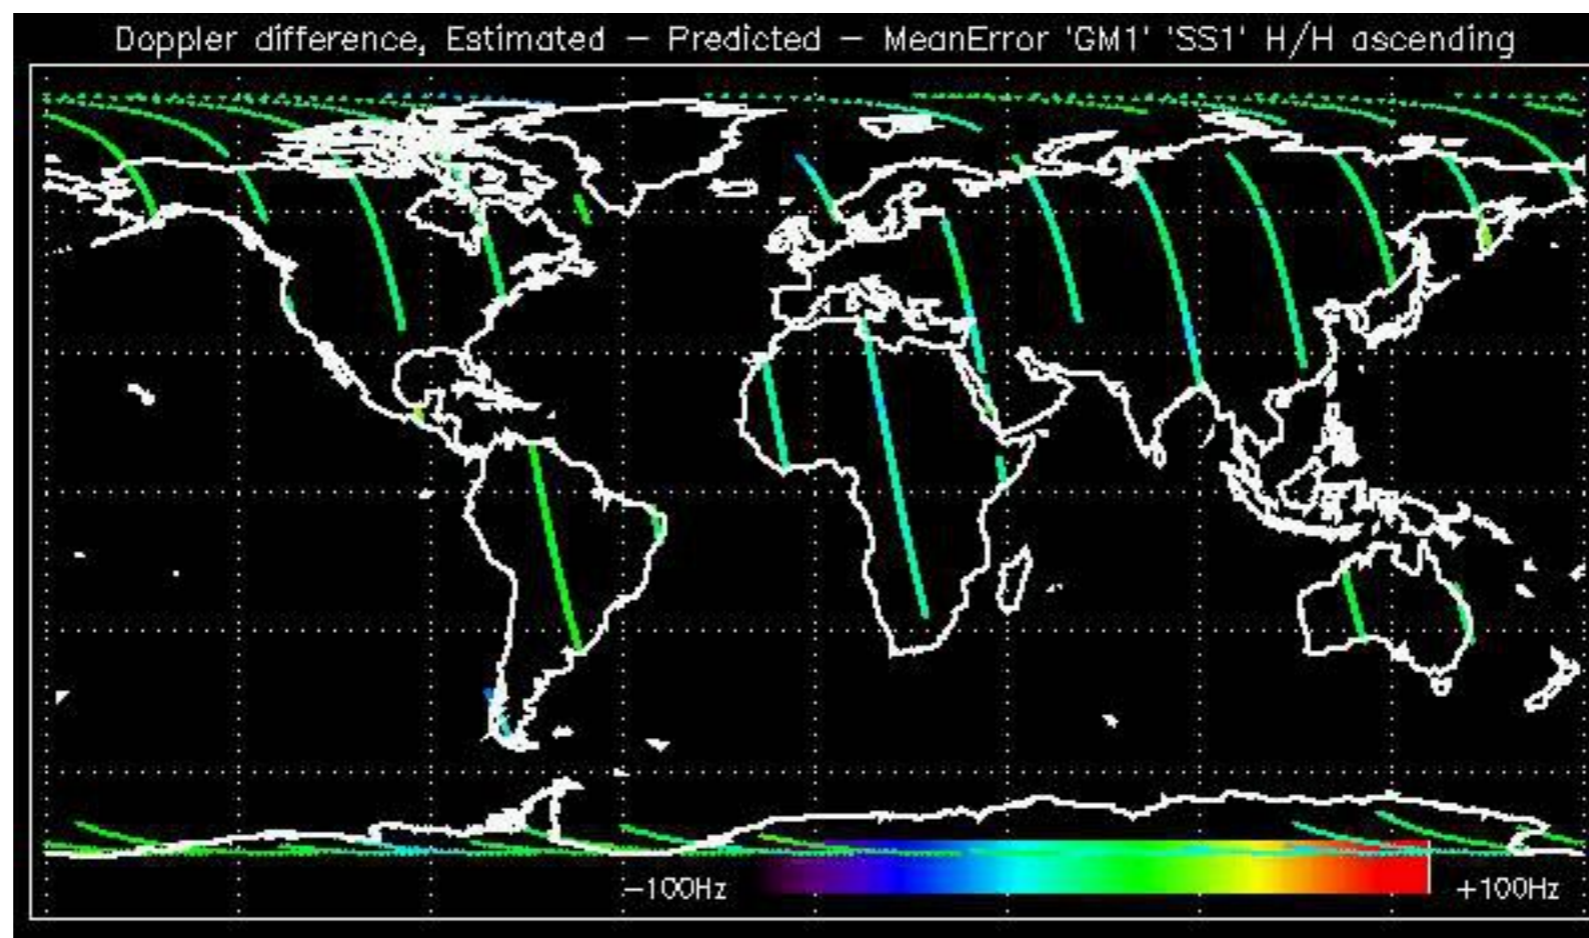 Doppler difference, Estimated – Predicted – MeanError 'GM1' 'SS1' H/H ascending
–100Hz
+100Hz